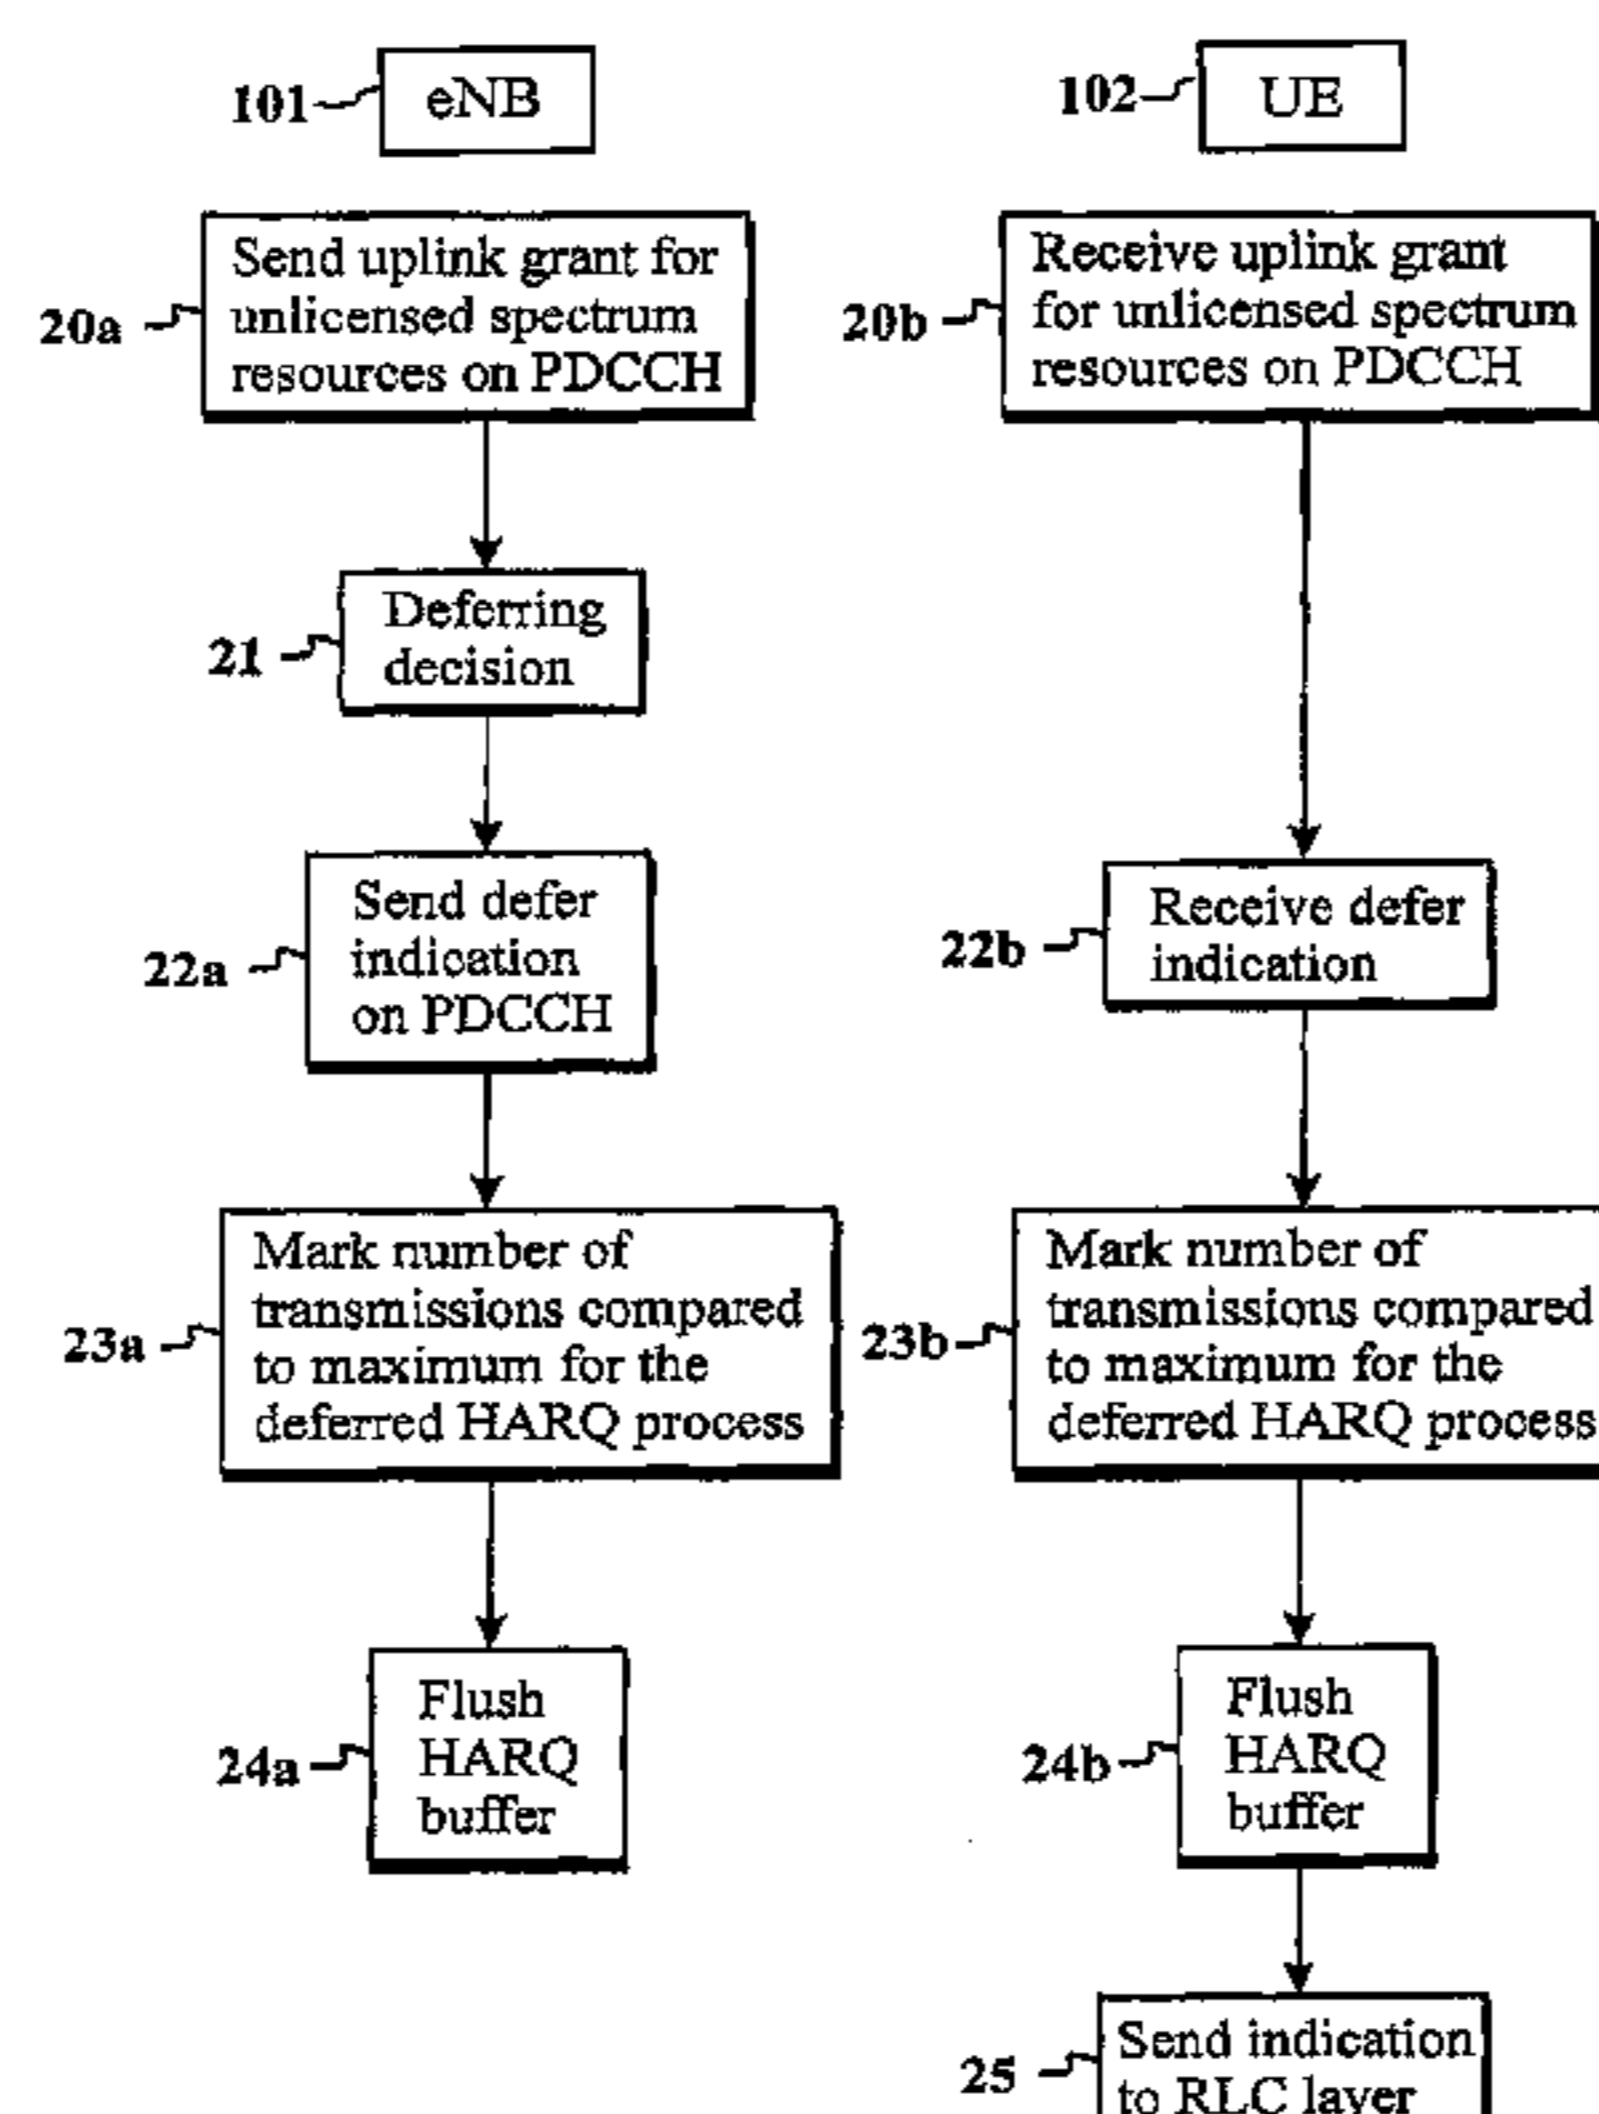 101
eNB
102
UE
20a
Send uplink grant for
unlicensed spectrum
resources on PDCCH
20b
Receive uplink grant
for unlicensed spectrum
resources on PDCCH
21
Deferring
decision
22a
Send defer
indication
on PDCCH
22b
Receive defer
indication
23a
Mark number of
transmissions compared
to maximum for the
deferred HARQ process
23b
Mark number of
transmissions compared
to maximum for the
deferred HARQ process
24a
Flush
HARQ
buffer
24b
Flush
HARQ
buffer
25
Send indication
to RLC layer